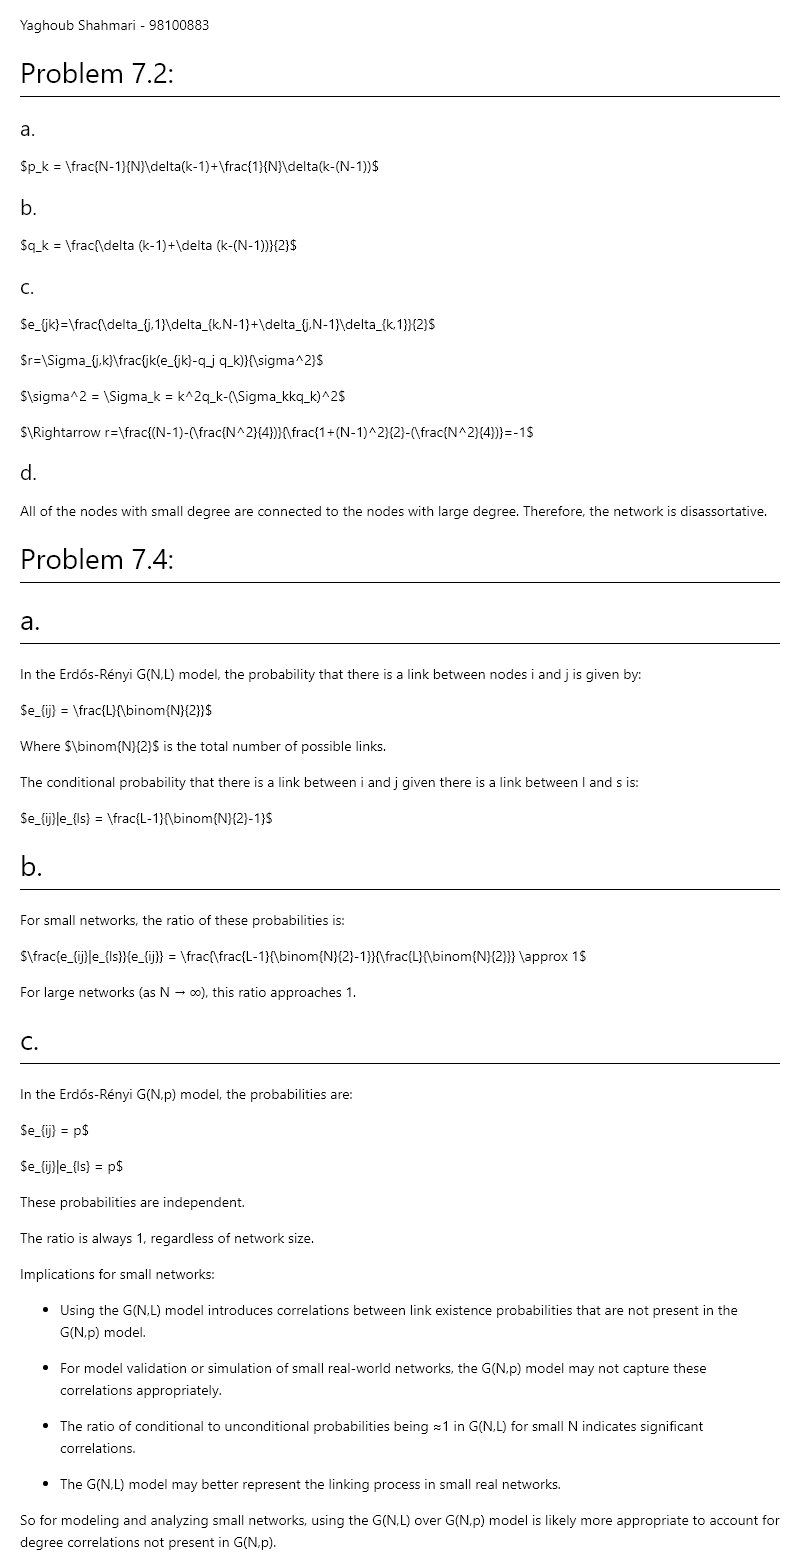 Yaghoub Shahmari - 98100883
Problem 7.2:
a.
$p_k = \frac{N-1}{N}\delta(k-1)+\frac{1}{N}\delta(k-(N-1))$
b.
$q_k = \frac{\delta (k-1)+\delta (k-(N-1))}{2}$
c.
$e_{jk}=\frac{\delta_{j,1}\delta_{k,N-1}+\delta_{j,N-1}\delta_{k,1}}{2}$
$r=\Sigma_{j,k}\frac{jk(e_{jk}-q_j q_k)}{\sigma^2}$
$\sigma^2 = \Sigma_k = k^2q_k-(\Sigma_kkq_k)^2$
$\Rightarrow r=\frac{(N-1)-(\frac{N^2}{4})}{\frac{1+(N-1)^2}{2}-(\frac{N^2}{4})}=-1$
d.
All of the nodes with small degree are connected to the nodes with large degree. Therefore, the network is disassortative.
Problem 7.4:
a.
In the Erdős-Rényi G(N,L) model, the probability that there is a link between nodes i and j is given by:
$e_{ij} = \frac{L}{\binom{N}{2}}$
Where $\binom{N}{2}$ is the total number of possible links.
The conditional probability that there is a link between i and j given there is a link between l and s is:
$e_{ij}|e_{ls} = \frac{L-1}{\binom{N}{2}-1}$
b.
For small networks, the ratio of these probabilities is:
$\frac{e_{ij}|e_{ls}}{e_{ij}} = \frac{\frac{L-1}{\binom{N}{2}-1}}{\frac{L}{\binom{N}{2}}} \approx 1$
For large networks (as N → ∞), this ratio approaches 1.
c.
In the Erdős-Rényi G(N,p) model, the probabilities are:
$e_{ij} = p$
$e_{ij}|e_{ls} = p$
These probabilities are independent.
The ratio is always 1, regardless of network size.
Implications for small networks:
• Using the G(N,L) model introduces correlations between link existence probabilities that are not present in the
G(N,p) model.
• For model validation or simulation of small real-world networks, the G(N,p) model may not capture these
correlations appropriately.
• The ratio of conditional to unconditional probabilities being ≈1 in G(N,L) for small N indicates significant
correlations.
• The G(N,L) model may better represent the linking process in small real networks.
So for modeling and analyzing small networks, using the G(N,L) over G(N,p) model is likely more appropriate to account for
degree correlations not present in G(N,p).